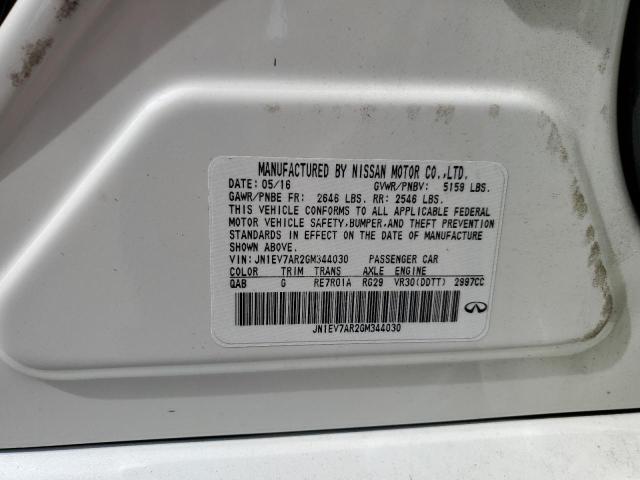 MANUFACTURED BY NISSAN MOTOR CO.,LTD.
DATE: 05/16 GVWR/PNBV: 5159 LBS.
GAWR/PNBE FR: 2646 LBS. RR: 2546 LBS.
THIS VEHICLE CONFORMS TO ALL APPLICABLE FEDERAL
MOTOR VEHICLE SAFETY,BUMPER,AND THEFT PREVENTION
STANDARDS IN EFFECT ON THE DATE OF MANUFACTURE
SHOWN ABOVE.
VIN: JN1EV7AR2GM344030 PASSENGER CAR
COLOR TRIM TRANS AXLE ENGINE
QAB G RE7R01A RG29 VR30(DDTT) 2997CC
JN1EV7AR2GM344030